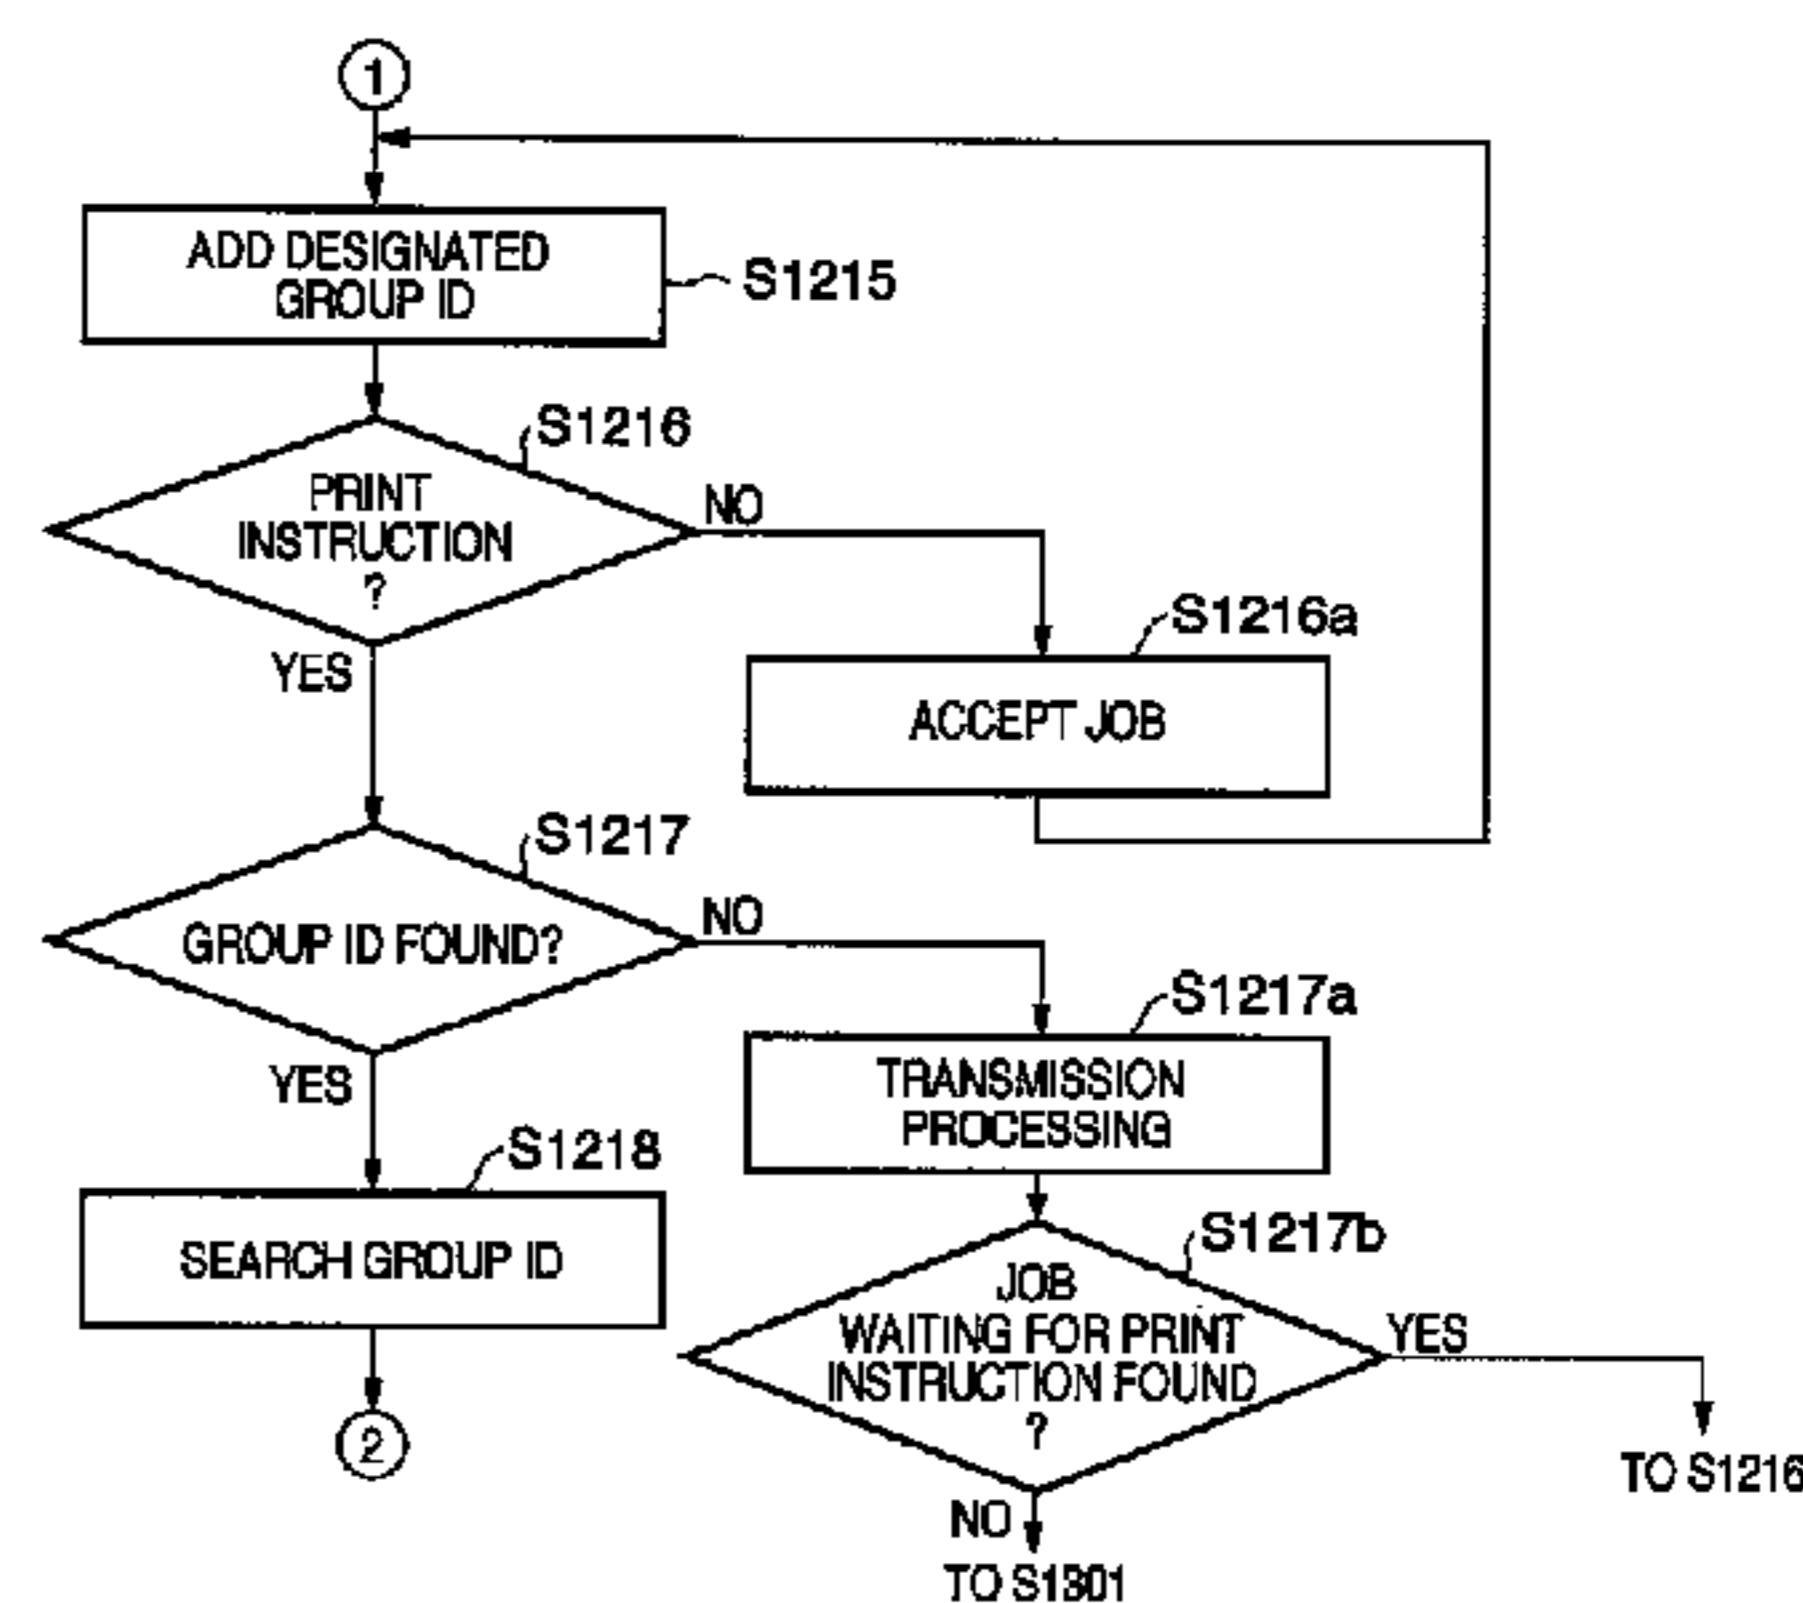 1
ADD DESIGNATED
GROUP ID
S1215
S1216
PRINT
INSTRUCTION
?
NO
YES
S1216a
ACCEPT JOB
S1217
GROUP ID FOUND?
NO
YES
S1217a
TRANSMISSION
PROCESSING
S1218
SEARCH GROUP ID
S1217b
JOB
WAITING FOR PRINT
INSTRUCTION FOUND
?
YES
TO S1216
2
NO
TO S1301